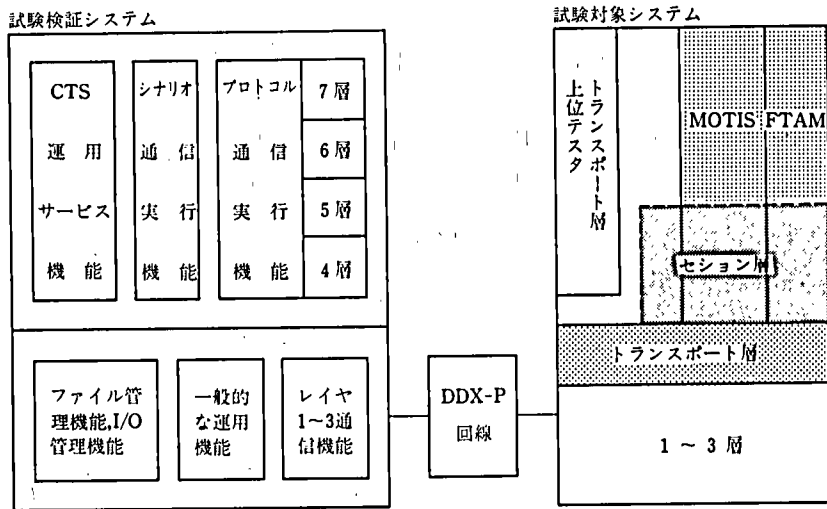 試験検証システム
CTS
運用
サービス
機能
シナリオ
通信
実行
機能
プロトコル
通信
実行
機能
7層
6層
5層
4層
ファイル管
理機能,I/O
管理機能
一般的
な運用
機能
レイヤ
1~3通
信機能
DDX-P
回線
試験対象システム
トランスポート層
上位テスタ
MOTIS
FTAM
セション層
トランスポート層
1~3層